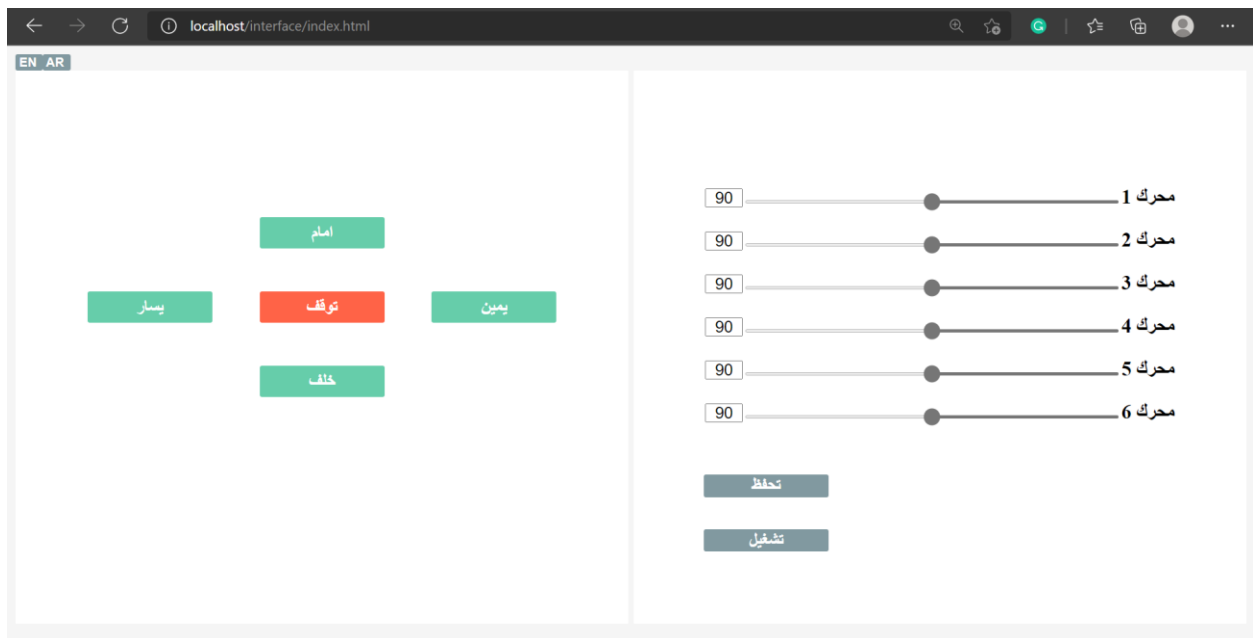 localhost/interface/index.html
EN AR
امام
يمين
توقف
يسار
خلف
محرك 1
90
محرك 2
90
محرك 3
90
محرك 4
90
محرك 5
90
محرك 6
90
تحفظ
تشغيل